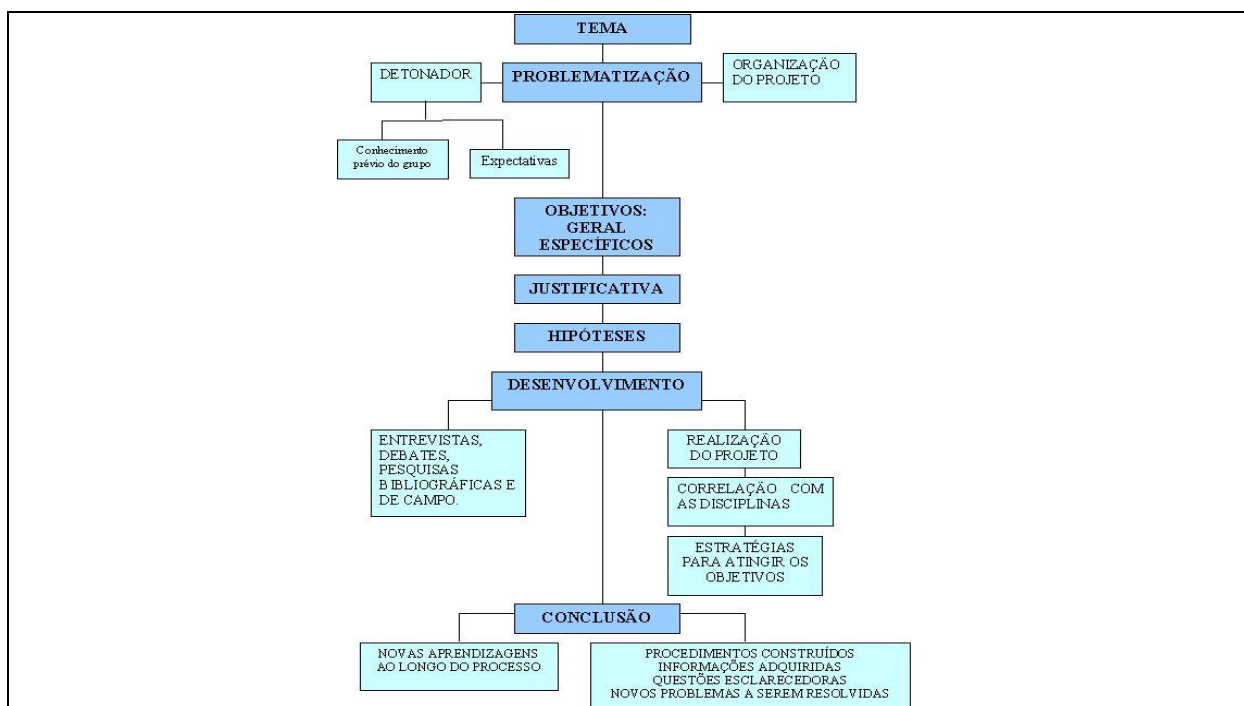 TEMA
DETONADOR
PROBLEMATIZAÇÃO
ORGANIZAÇÃO
DO PROJETO
Conhecimento
prévio do grupo
Expectativas
OBJETIVOS:
GERAL
ESPECÍFICOS
JUSTIFICATIVA
HIPÓTESES
DESENVOLVIMENTO
ENTREVISTAS,
DEBATES,
PESQUISAS
BIBLIOGRÁFICAS E
DE CAMPO.
REALIZAÇÃO
DO PROJETO
CORRELAÇÃO COM
AS DISCIPLINAS
ESTRATÉGIAS
PARA ATINGIR OS
OBJETIVOS
CONCLUSÃO
NOVAS APRENDIZAGENS
AO LONGO DO PROCESSO
PROCEDIMENTOS CONSTRUÍDOS
INFORMAÇÕES ADQUIRIDAS
QUESTÕES ESCLARECEDORAS
NOVOS PROBLEMAS A SEREM RESOLVIDAS